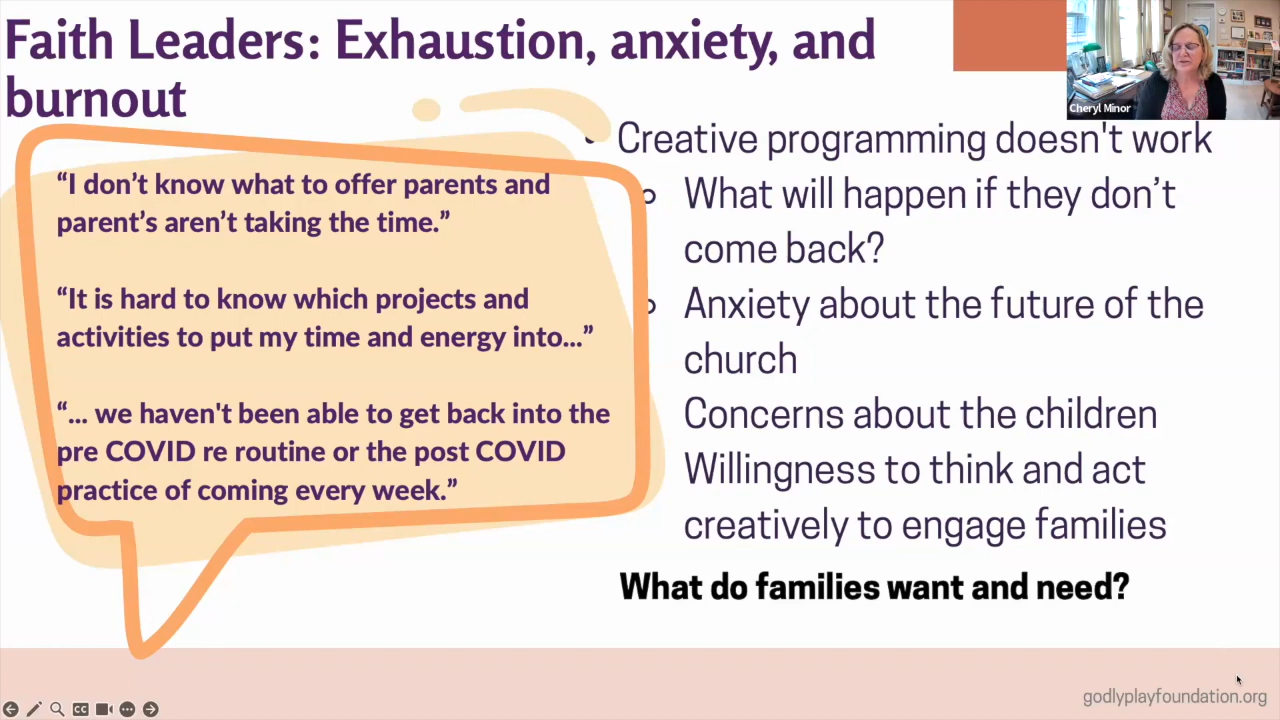 Faith Leaders: Exhaustion, anxiety, and
burnout
Cheryl Minor
“I don’t know what to offer parents and
parent’s aren’t taking the time.”
“It is hard to know which projects and
activities to put my time and energy into...”
“... we haven't been able to get back into the
pre COVID re routine or the post COVID
practice of coming every week.”
Creative programming doesn't work
What will happen if they don’t
come back?
Anxiety about the future of the
church
Concerns about the children
Willingness to think and act
creatively to engage families
What do families want and need?
CC
godlyplayfoundation.org